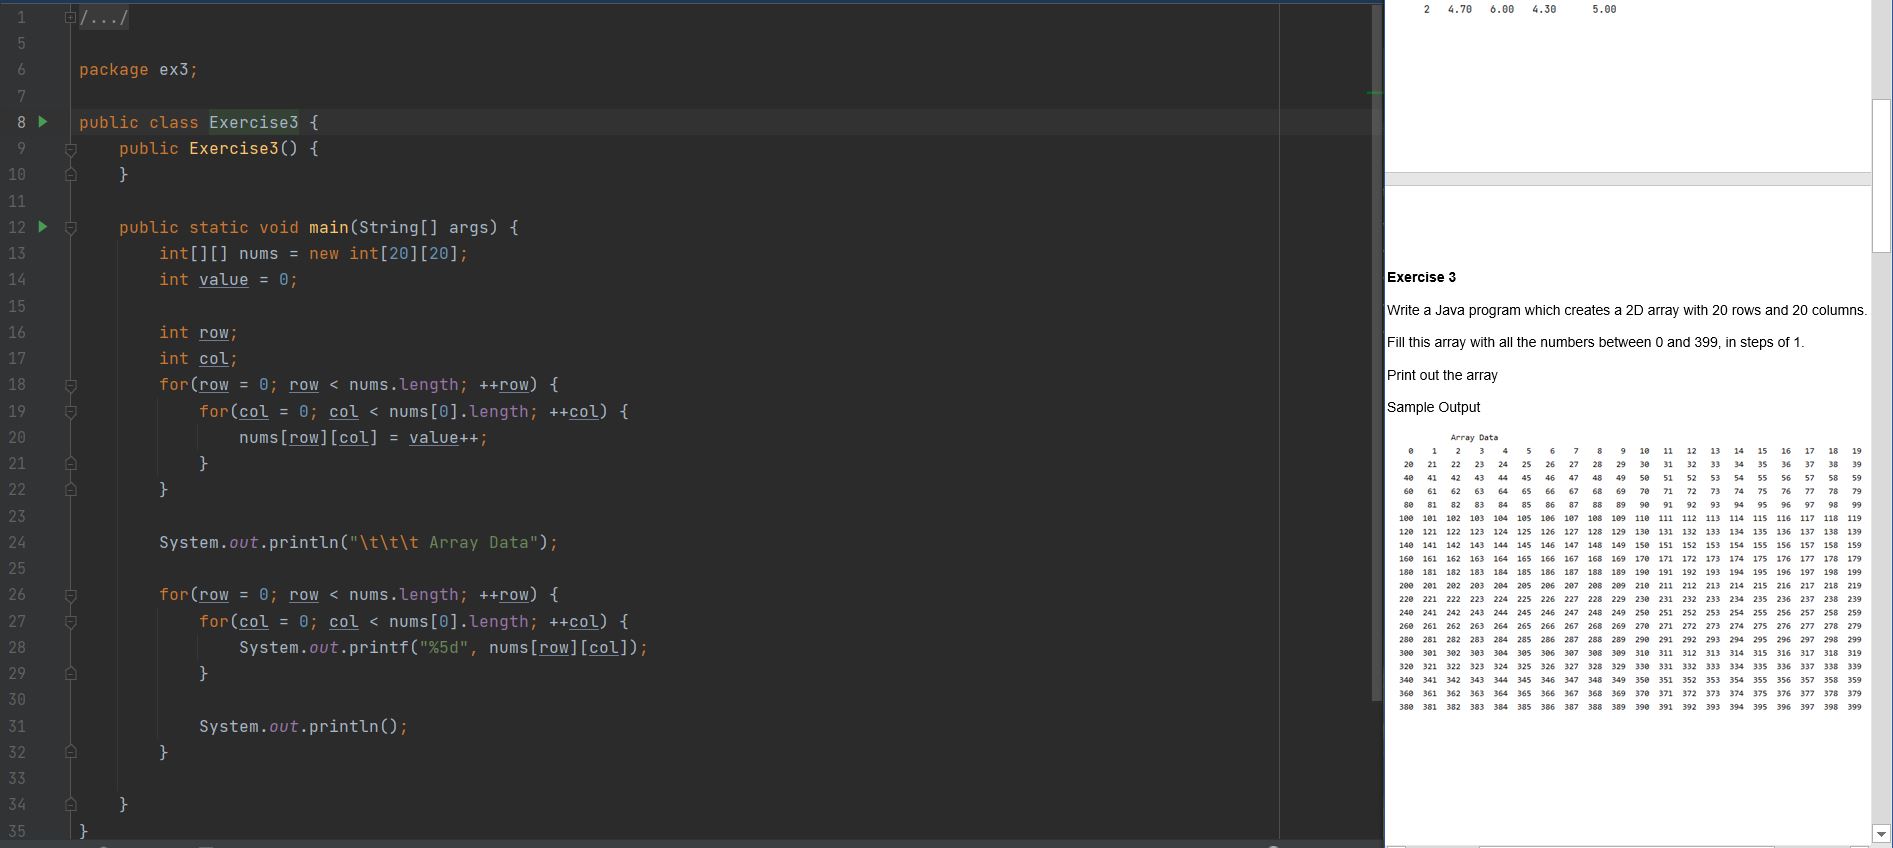 1 /.../
5
6 package ex3;
7
8 public class Exercise3 {
9 public Exercise3() {
10 }
11
12 public static void main(String[] args) {
13 int[][] nums = new int[20][20];
14 int value = 0;
15
16 int row;
17 int col;
18 for(row = 0; row < nums.length; ++row) {
19 for(col = 0; col < nums[0].length; ++col) {
20 nums[row][col] = value++;
21 }
22 }
23
24 System.out.println("\t\t\t Array Data");
25
26 for(row = 0; row < nums.length; ++row) {
27 for(col = 0; col < nums[0].length; ++col) {
28 System.out.printf("%5d", nums[row][col]);
29 }
30
31 System.out.println();
32 }
33
34 }
35 }
2 4.70 6.00 4.30 5.00
Exercise 3
Write a Java program which creates a 2D array with 20 rows and 20 columns.
Fill this array with all the numbers between 0 and 399, in steps of 1.
Print out the array
Sample Output
Array Data
0 1 2 3 4 5 6 7 8 9 10 11 12 13 14 15 16 17 18 19
20 21 22 23 24 25 26 27 28 29 30 31 32 33 34 35 36 37 38 39
40 41 42 43 44 45 46 47 48 49 50 51 52 53 54 55 56 57 58 59
60 61 62 63 64 65 66 67 68 69 70 71 72 73 74 75 76 77 78 79
80 81 82 83 84 85 86 87 88 89 90 91 92 93 94 95 96 97 98 99
100 101 102 103 104 105 106 107 108 109 110 111 112 113 114 115 116 117 118 119
120 121 122 123 124 125 126 127 128 129 130 131 132 133 134 135 136 137 138 139
140 141 142 143 144 145 146 147 148 149 150 151 152 153 154 155 156 157 158 159
160 161 162 163 164 165 166 167 168 169 170 171 172 173 174 175 176 177 178 179
180 181 182 183 184 185 186 187 188 189 190 191 192 193 194 195 196 197 198 199
200 201 202 203 204 205 206 207 208 209 210 211 212 213 214 215 216 217 218 219
220 221 222 223 224 225 226 227 228 229 230 231 232 233 234 235 236 237 238 239
240 241 242 243 244 245 246 247 248 249 250 251 252 253 254 255 256 257 258 259
260 261 262 263 264 265 266 267 268 269 270 271 272 273 274 275 276 277 278 279
280 281 282 283 284 285 286 287 288 289 290 291 292 293 294 295 296 297 298 299
300 301 302 303 304 305 306 307 308 309 310 311 312 313 314 315 316 317 318 319
320 321 322 323 324 325 326 327 328 329 330 331 332 333 334 335 336 337 338 339
340 341 342 343 344 345 346 347 348 349 350 351 352 353 354 355 356 357 358 359
360 361 362 363 364 365 366 367 368 369 370 371 372 373 374 375 376 377 378 379
380 381 382 383 384 385 386 387 388 389 390 391 392 393 394 395 396 397 398 399